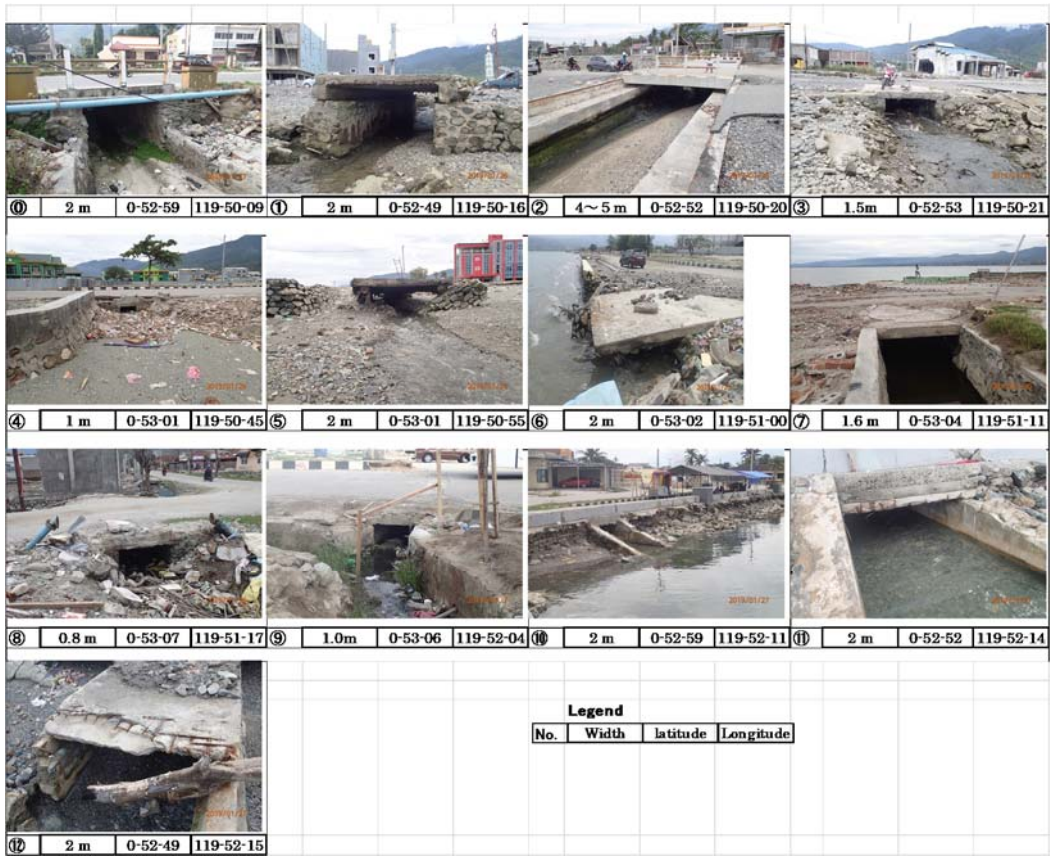 ⓪ 2 m 0-52-59 119-50-09 ① 2 m 0-52-49 119-50-16 ② 4～5 m 0-52-52 119-50-20 ③ 1.5m 0-52-53 119-50-21
2019/01/26
④ 1 m 0-53-01 119-50-45 ⑤ 2 m 0-53-01 119-50-55 ⑥ 2 m 0-53-02 119-51-00 ⑦ 1.6 m 0-53-04 119-51-11
2019/01/27
⑧ 0.8 m 0-53-07 119-51-17 ⑨ 1.0m 0-53-06 119-52-04 ⑩ 2 m 0-52-59 119-52-11 ⑪ 2 m 0-52-52 119-52-14
Legend
No. Width latitude Longitude
⑫ 2 m 0-52-49 119-52-15